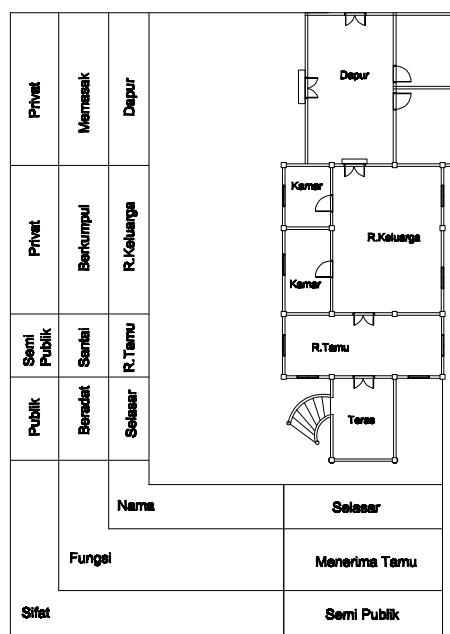 Privat
Memasak
Dapur
Dapur
Privat
Berkumpul
R.Keluarga
Kamar
R.Keluarga
Kamar
Semi
Publik
Santai
R.Tamu
R.Tamu
Publik
Beradat
Selasar
Teras
Nama
Selasar
Fungsi
Menerima Tamu
Sifat
Semi Publik